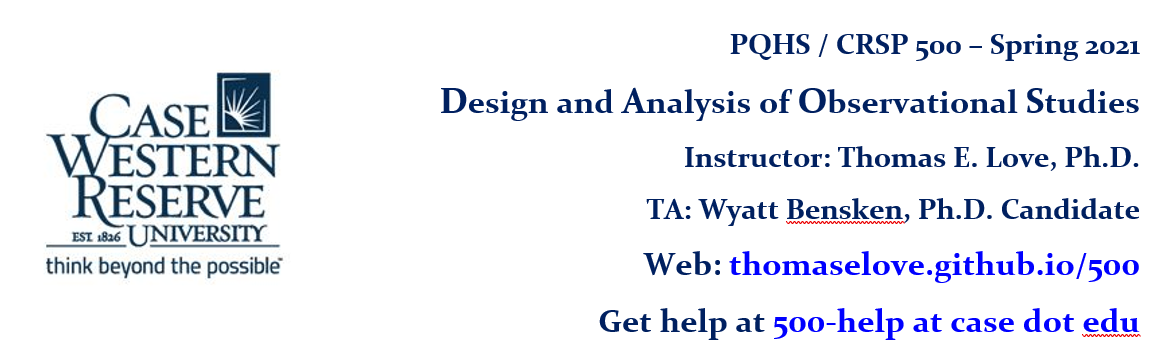 CASE
WESTERN
RESERVE
EST. 1826 UNIVERSITY
think beyond the possible™
PQHS / CRSP 500 – Spring 2021
Design and Analysis of Observational Studies
Instructor: Thomas E. Love, Ph.D.
TA: Wyatt Bensken, Ph.D. Candidate
Web: thomaselove.github.io/500
Get help at 500-help at case dot edu